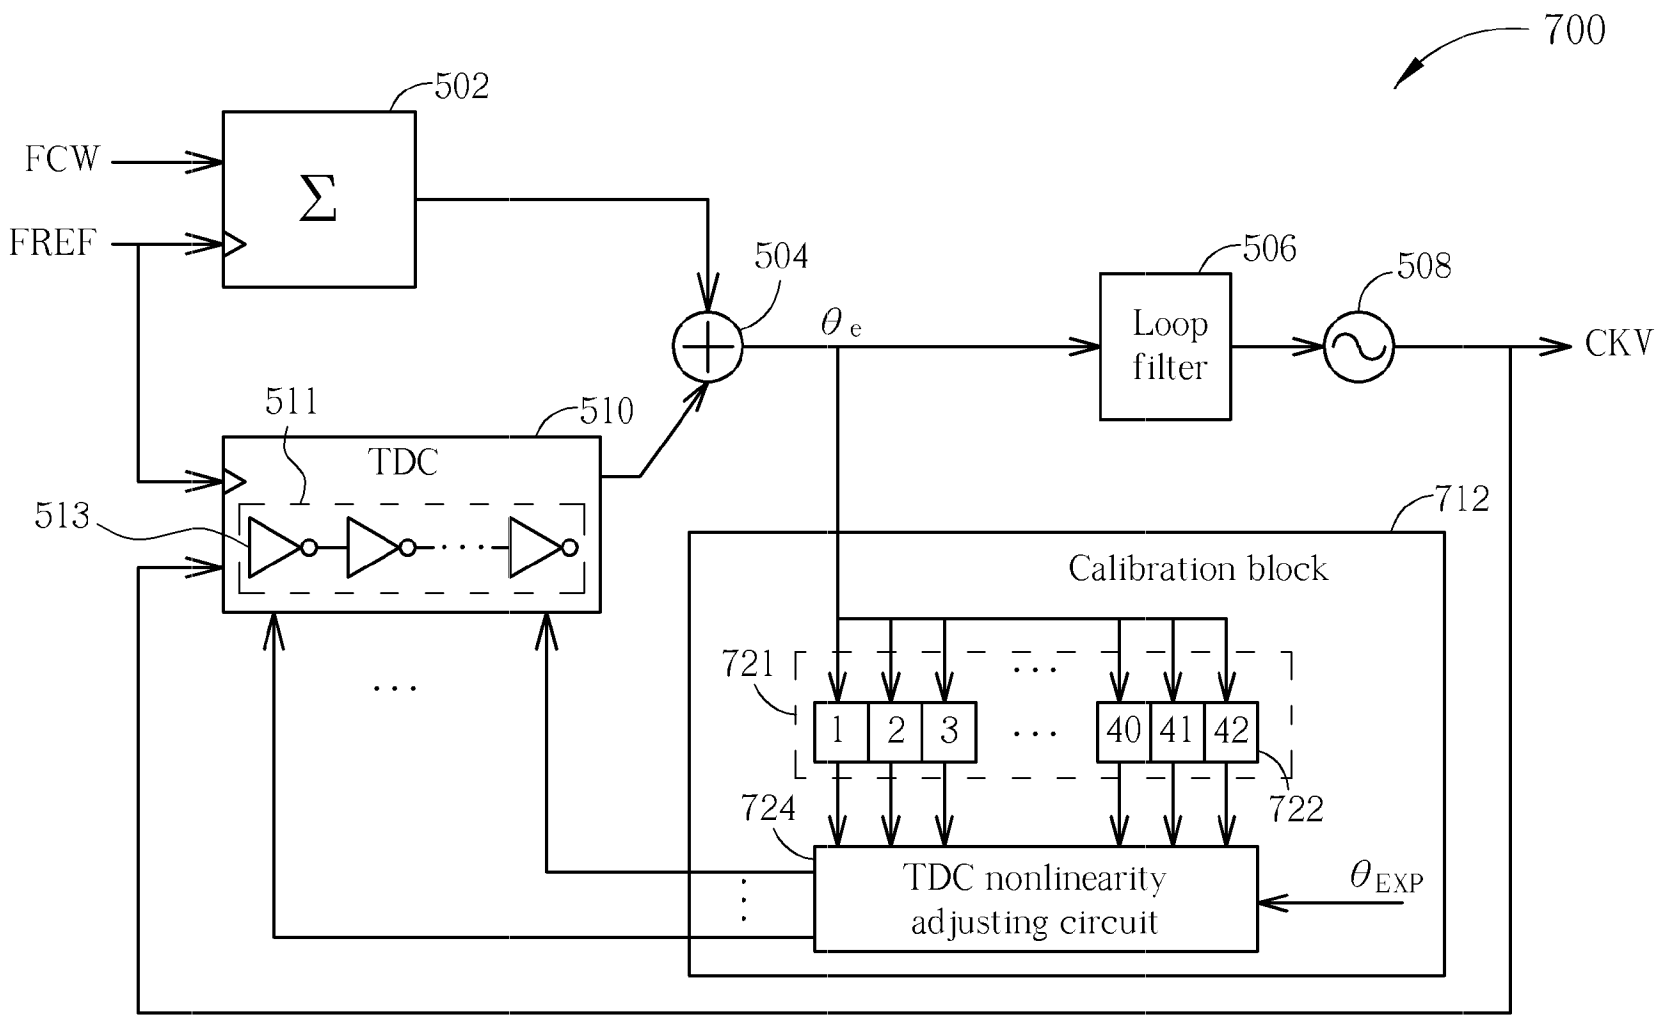 700
502
FCW
Σ
FREF
504
506
508
θe
Loop
filter
CKV
511
510
TDC
513
712
Calibration block
721
...
...
1 2 3 ... 40 41 42
724
722
TDC nonlinearity
adjusting circuit
θEXP